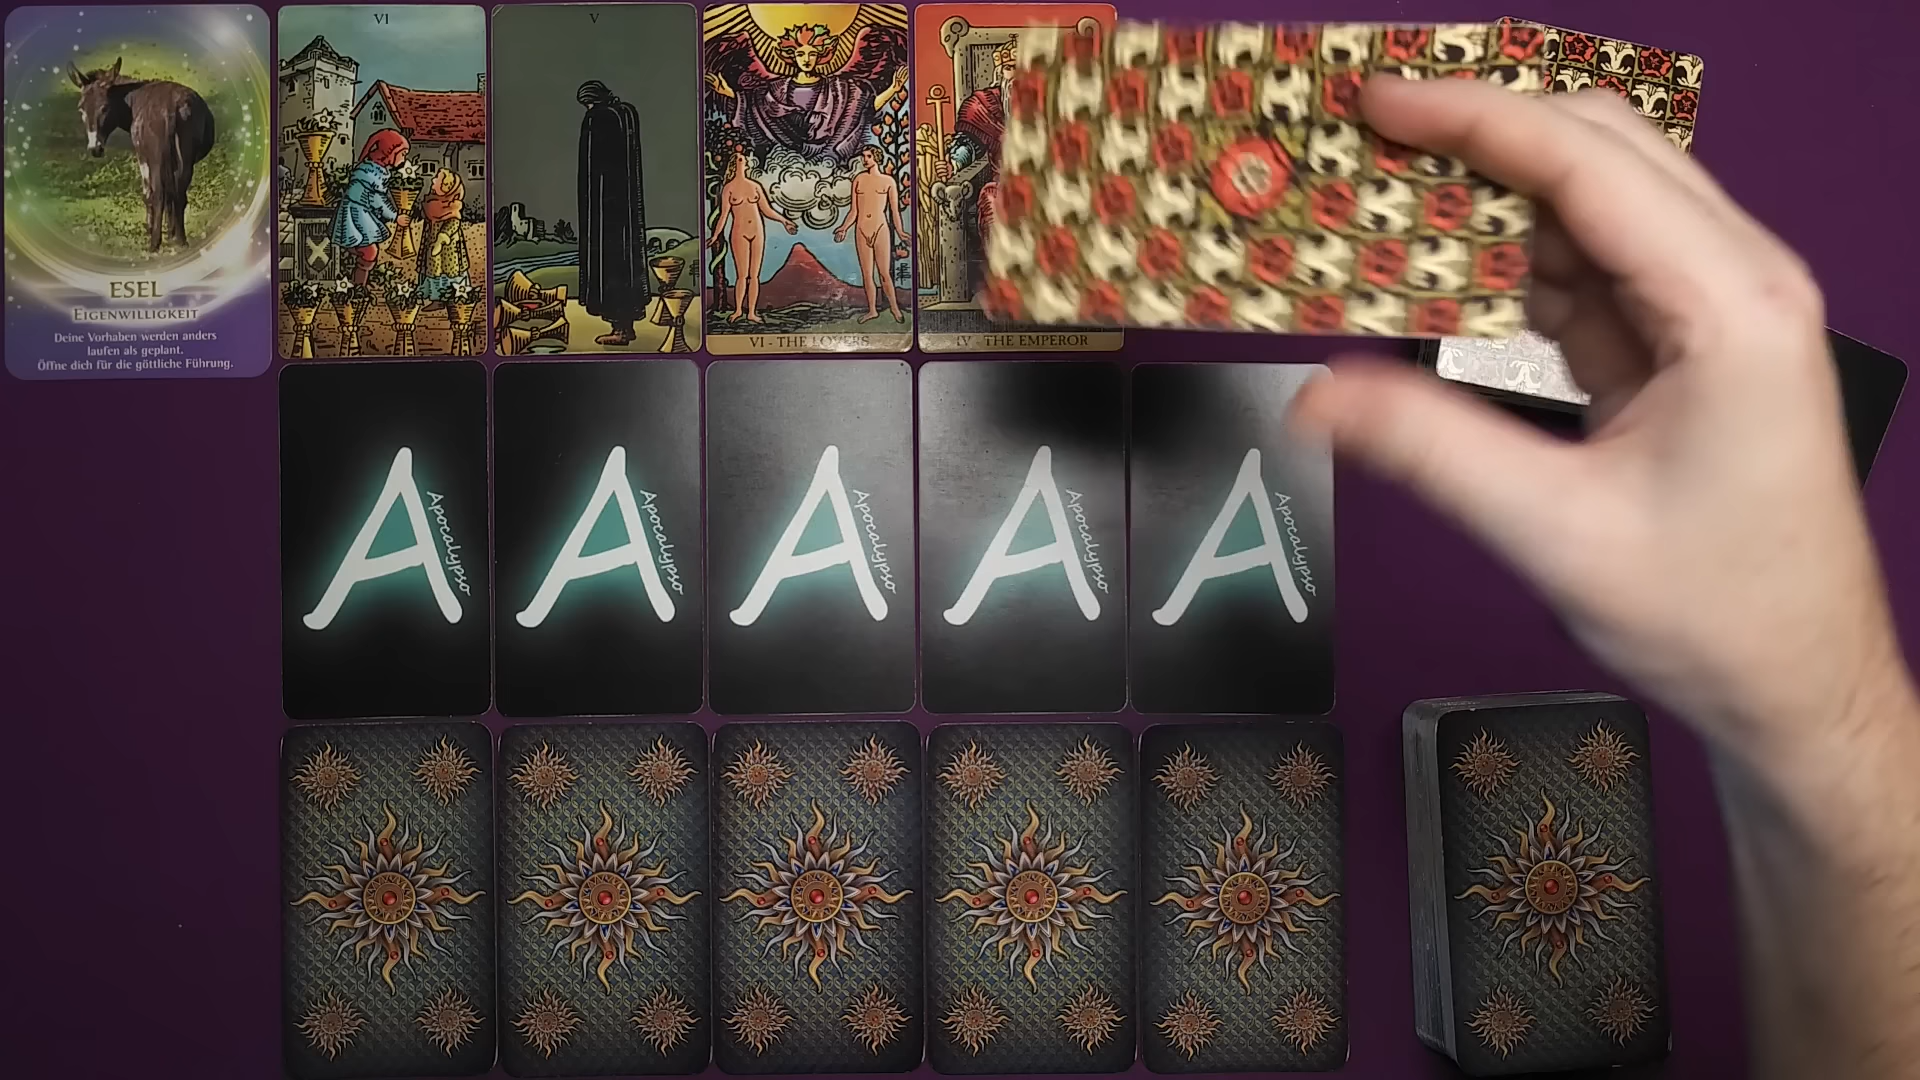 VI
V
VI - THE LOVERS
IV - THE EMPEROR
ESEL
EIGENWILLIGKEIT
Deine Vorhaben werden anders
laufen als geplant.
Öffne dich für die göttliche Führung.
A Apocalypso
A Apocalypso
A Apocalypso
A Apocalypso
A Apocalypso